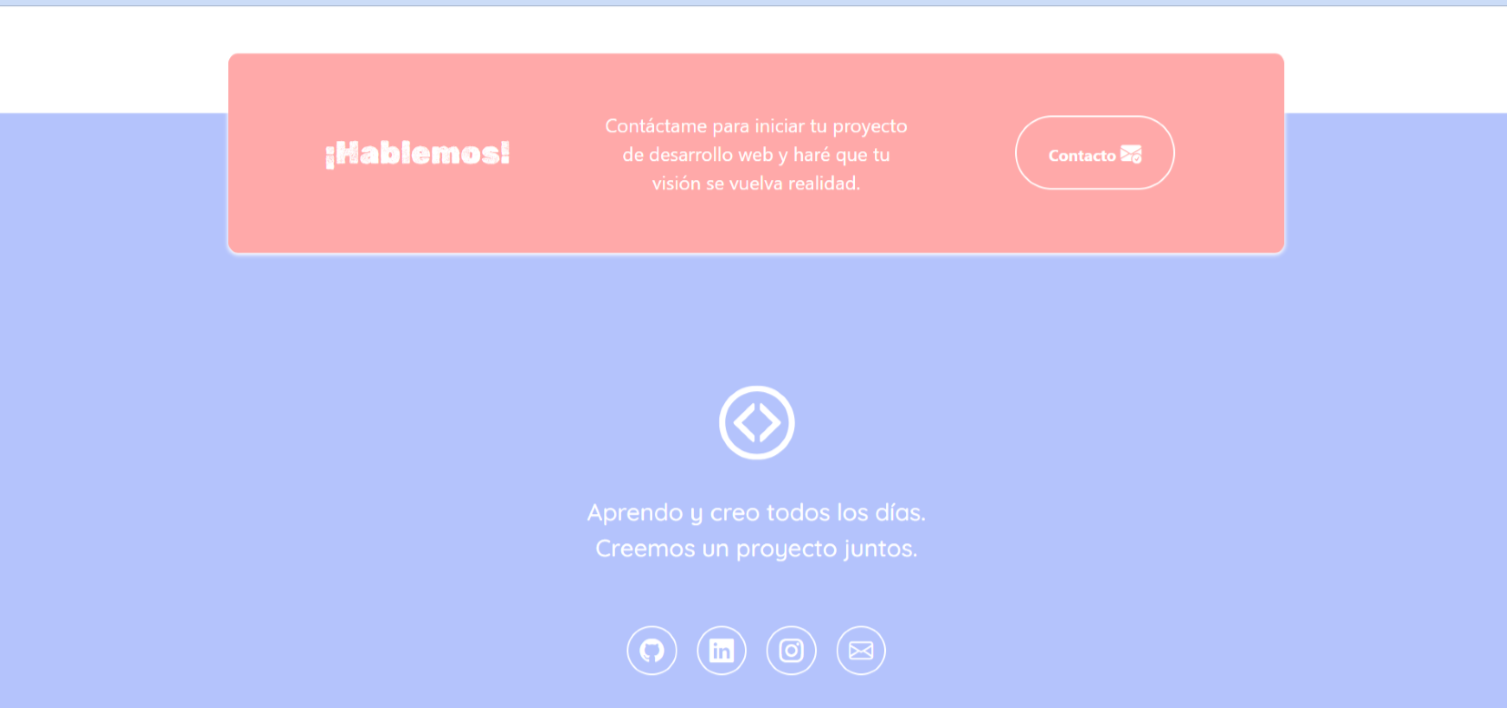 ¡Hablemos!
Contáctame para iniciar tu proyecto
de desarrollo web y haré que tu
visión se vuelva realidad.
Contacto
Aprendo y creo todos los días.
Creemos un proyecto juntos.